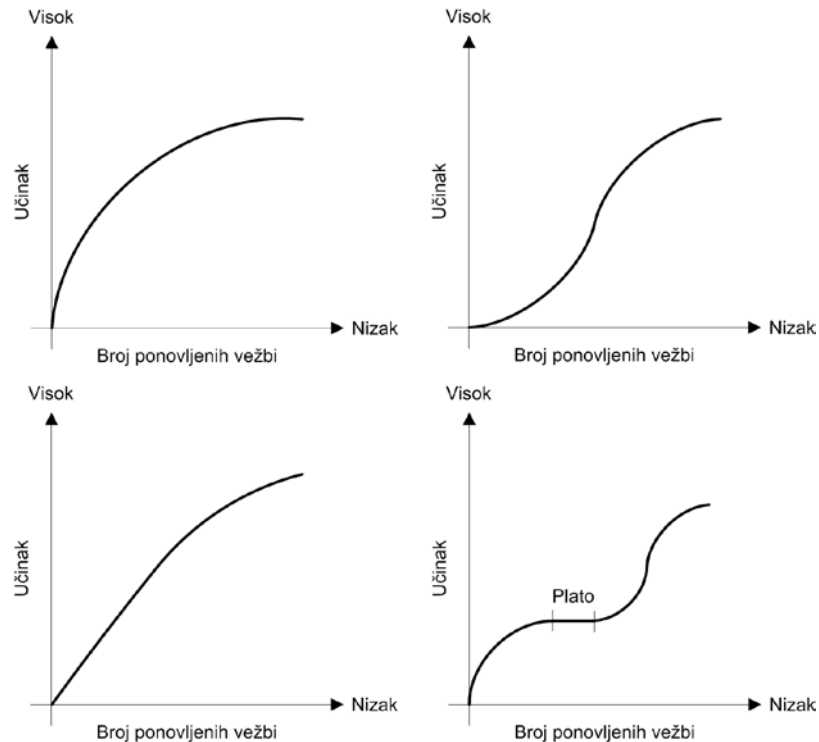 Visok
Učinak
Nizak
Broj ponovljenih vežbi
Visok
Učinak
Nizak
Broj ponovljenih vežbi
Visok
Učinak
Nizak
Broj ponovljenih vežbi
Visok
Učinak
Plato
Nizak
Broj ponovljenih vežbi